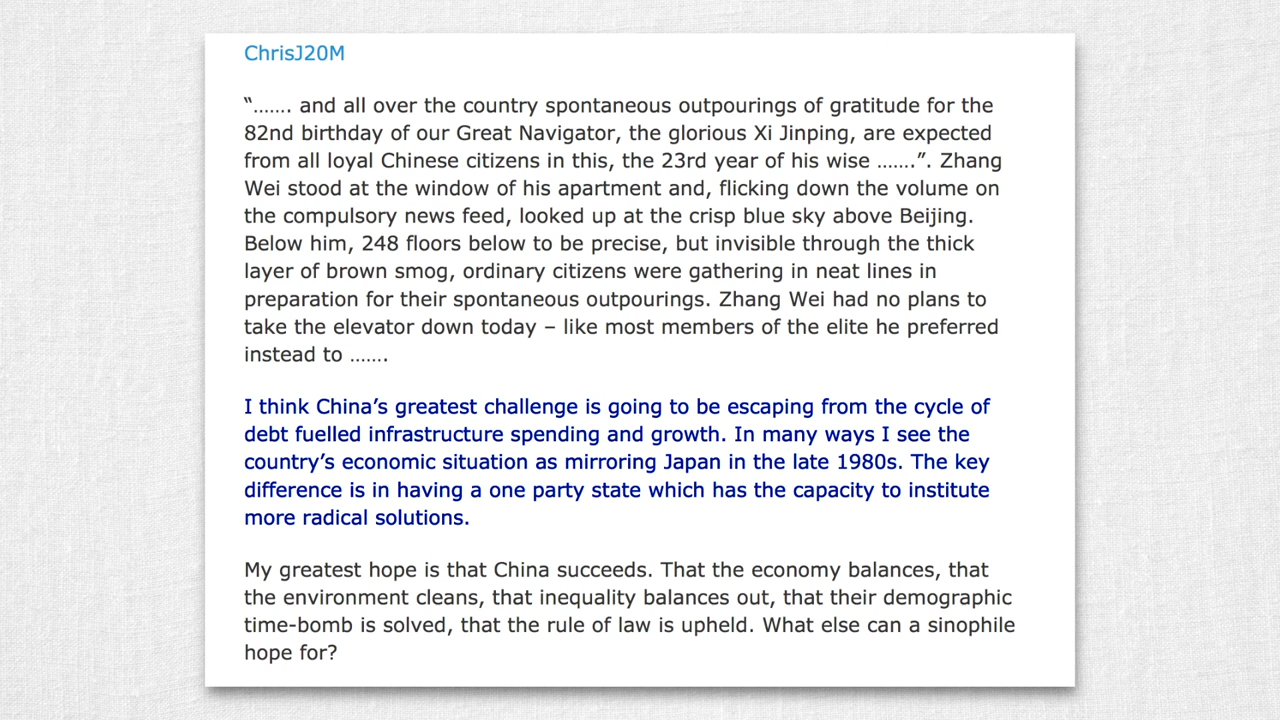 ChrisJ20M
“……. and all over the country spontaneous outpourings of gratitude for the
82nd birthday of our Great Navigator, the glorious Xi Jinping, are expected
from all loyal Chinese citizens in this, the 23rd year of his wise …….”. Zhang
Wei stood at the window of his apartment and, flicking down the volume on
the compulsory news feed, looked up at the crisp blue sky above Beijing.
Below him, 248 floors below to be precise, but invisible through the thick
layer of brown smog, ordinary citizens were gathering in neat lines in
preparation for their spontaneous outpourings. Zhang Wei had no plans to
take the elevator down today – like most members of the elite he preferred
instead to …….
I think China’s greatest challenge is going to be escaping from the cycle of
debt fuelled infrastructure spending and growth. In many ways I see the
country’s economic situation as mirroring Japan in the late 1980s. The key
difference is in having a one party state which has the capacity to institute
more radical solutions.
My greatest hope is that China succeeds. That the economy balances, that
the environment cleans, that inequality balances out, that their demographic
time-bomb is solved, that the rule of law is upheld. What else can a sinophile
hope for?